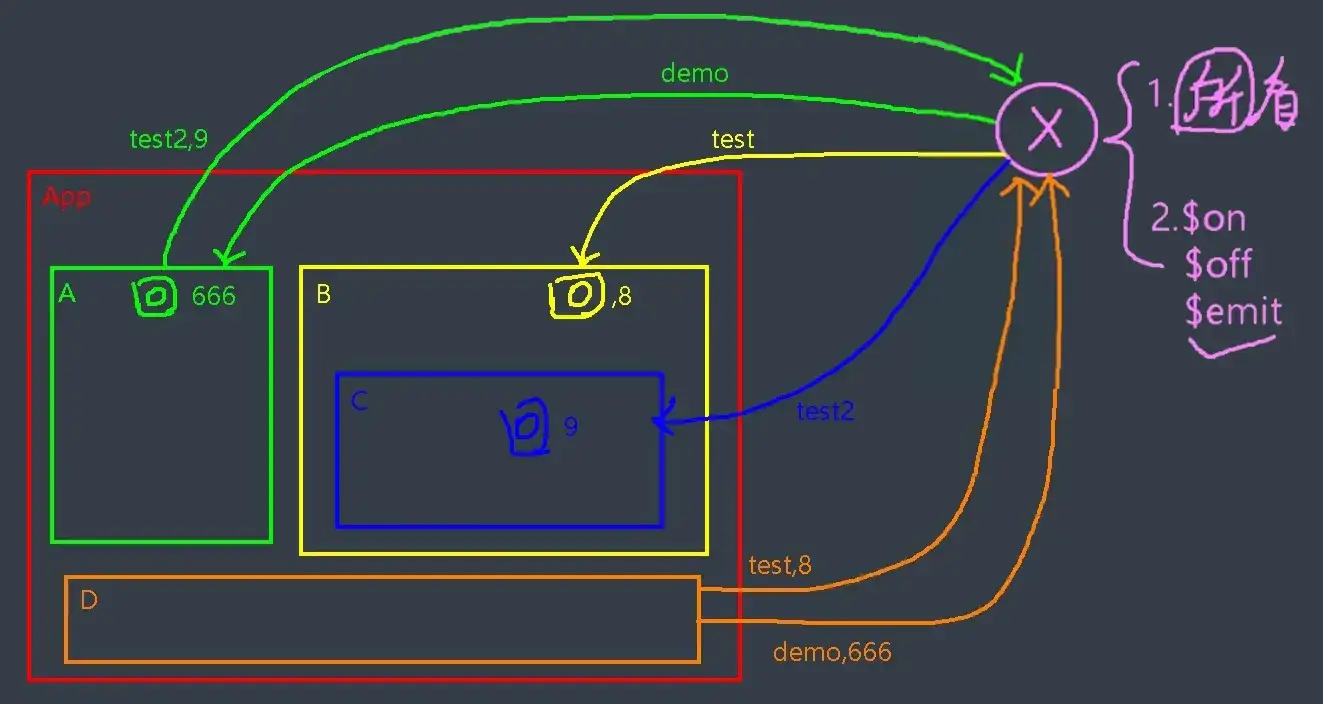 demo
1.所
test2,9
test
App
2.$on
$off
$emit
X
A
666
B
,8
C
9
test2
test,8
D
demo,666